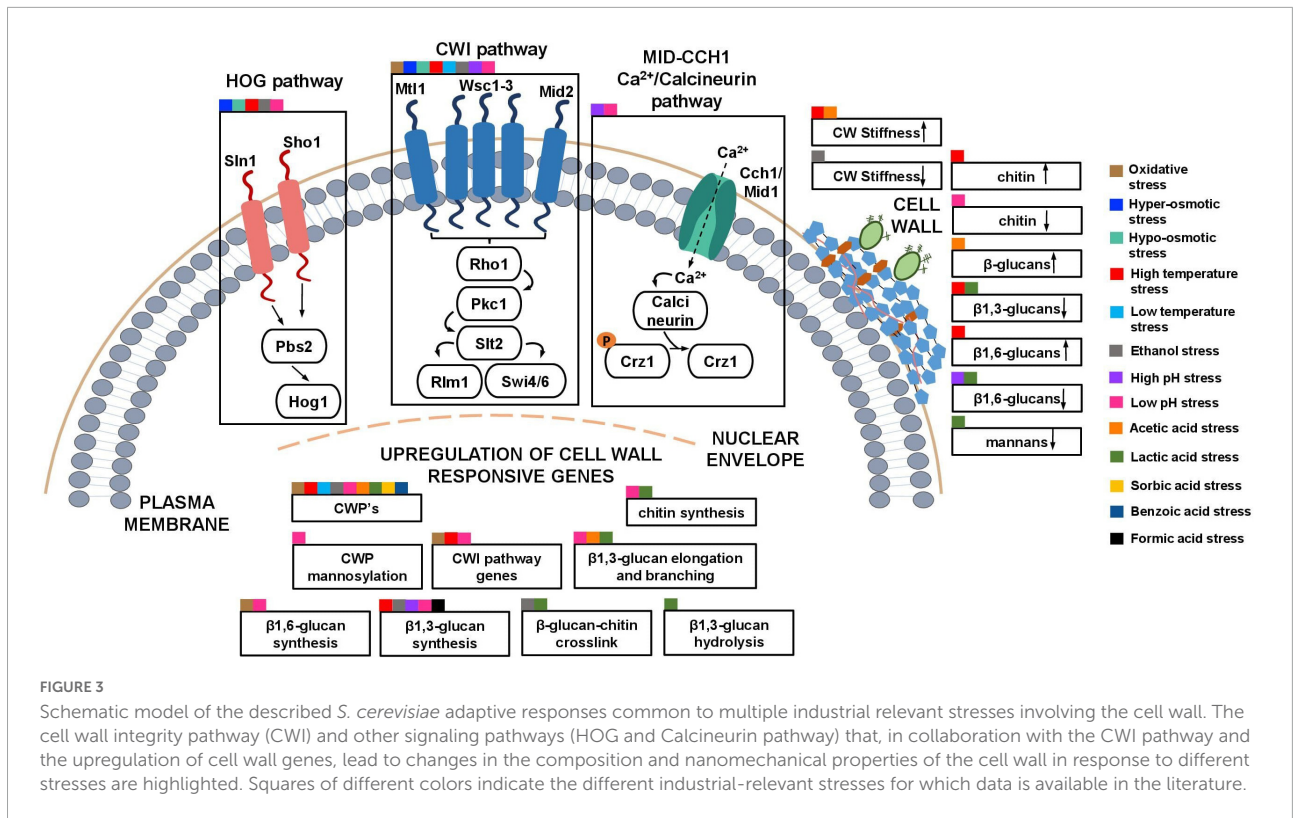 HOG pathway
Sln1
Sho1
Pbs2
Hog1
CWI pathway
Mtl1
Wsc1-3
Mid2
Rho1
Pkc1
Slt2
Rlm1
Swi4/6
MID-CCH1
Ca²⁺/Calcineurin
pathway
Ca²⁺
Cch1/
Mid1
Ca²⁺
Calci
neurin
P
Crz1
Crz1
CW Stiffness↑
CW Stiffness↓
CELL
WALL
chitin ↑
chitin ↓
β-glucans↑
β1,3-glucans↓
β1,6-glucans↑
β1,6-glucans↓
mannans↓
Oxidative
stress
Hyper-osmotic
stress
Hypo-osmotic
stress
High temperature
stress
Low temperature
stress
Ethanol stress
High pH stress
Low pH stress
Acetic acid stress
Lactic acid stress
Sorbic acid stress
Benzoic acid stress
Formic acid stress
PLASMA
MEMBRANE
NUCLEAR
ENVELOPE
UPREGULATION OF CELL WALL
RESPONSIVE GENES
CWP's
chitin synthesis
CWP
mannosylation
CWI pathway
genes
β1,3-glucan elongation
and branching
β1,6-glucan
synthesis
β1,3-glucan
synthesis
β-glucan-chitin
crosslink
β1,3-glucan
hydrolysis
FIGURE 3
Schematic model of the described S. cerevisiae adaptive responses common to multiple industrial relevant stresses involving the cell wall. The
cell wall integrity pathway (CWI) and other signaling pathways (HOG and Calcineurin pathway) that, in collaboration with the CWI pathway and
the upregulation of cell wall genes, lead to changes in the composition and nanomechanical properties of the cell wall in response to different
stresses are highlighted. Squares of different colors indicate the different industrial-relevant stresses for which data is available in the literature.